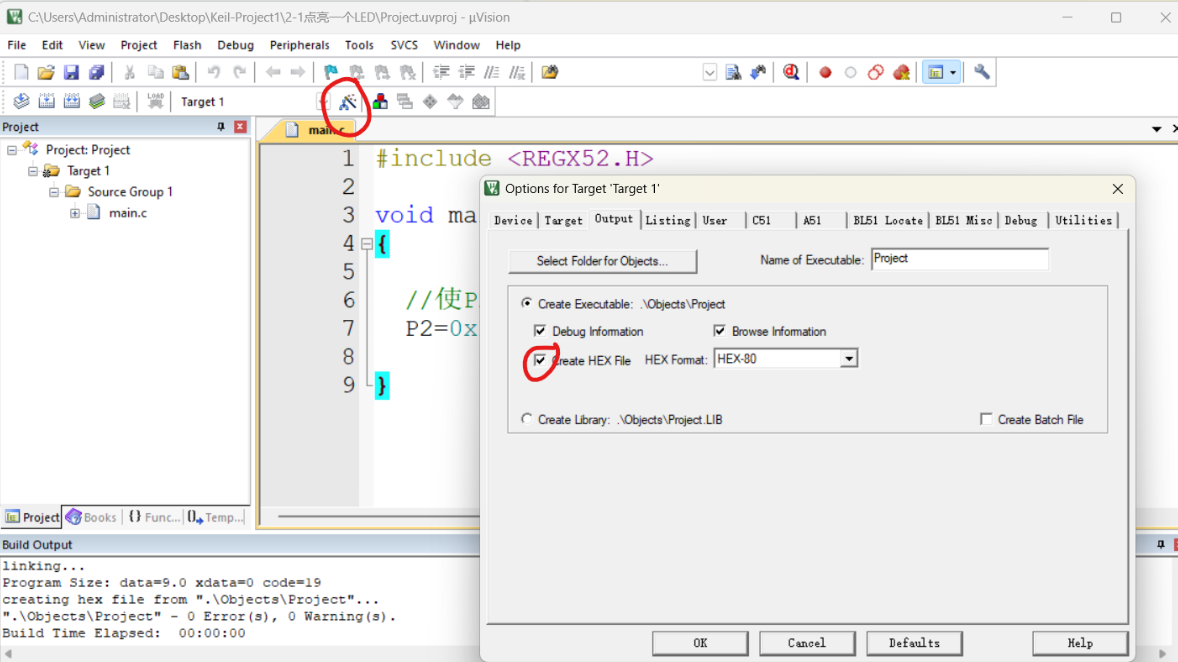 C:\Users\Administrator\Desktop\Keil-Project1\2-1点亮一个LED\Project.uvproj - µVision
File Edit View Project Flash Debug Peripherals Tools SVCS Window Help
LOAD Target 1
Project
Project: Project
Target 1
Source Group 1
main.c
Project Books {} Func... Temp...
main.c
1 #include <REGX52.H>
2
3 void ma
4 {
5
6 //使P
7 P2=0x
8
9 }
Options for Target 'Target 1'
Device Target Output Listing User C51 A51 BL51 Locate BL51 Misc Debug Utilities
Select Folder for Objects... Name of Executable: Project
Create Executable: .\Objects\Project
Debug Information Browse Information
Create HEX File HEX Format: HEX-80
Create Library: .\Objects\Project.LIB Create Batch File
OK Cancel Defaults Help
Build Output
linking...
Program Size: data=9.0 xdata=0 code=19
creating hex file from ".\Objects\Project"...
".\Objects\Project" - 0 Error(s), 0 Warning(s).
Build Time Elapsed: 00:00:00